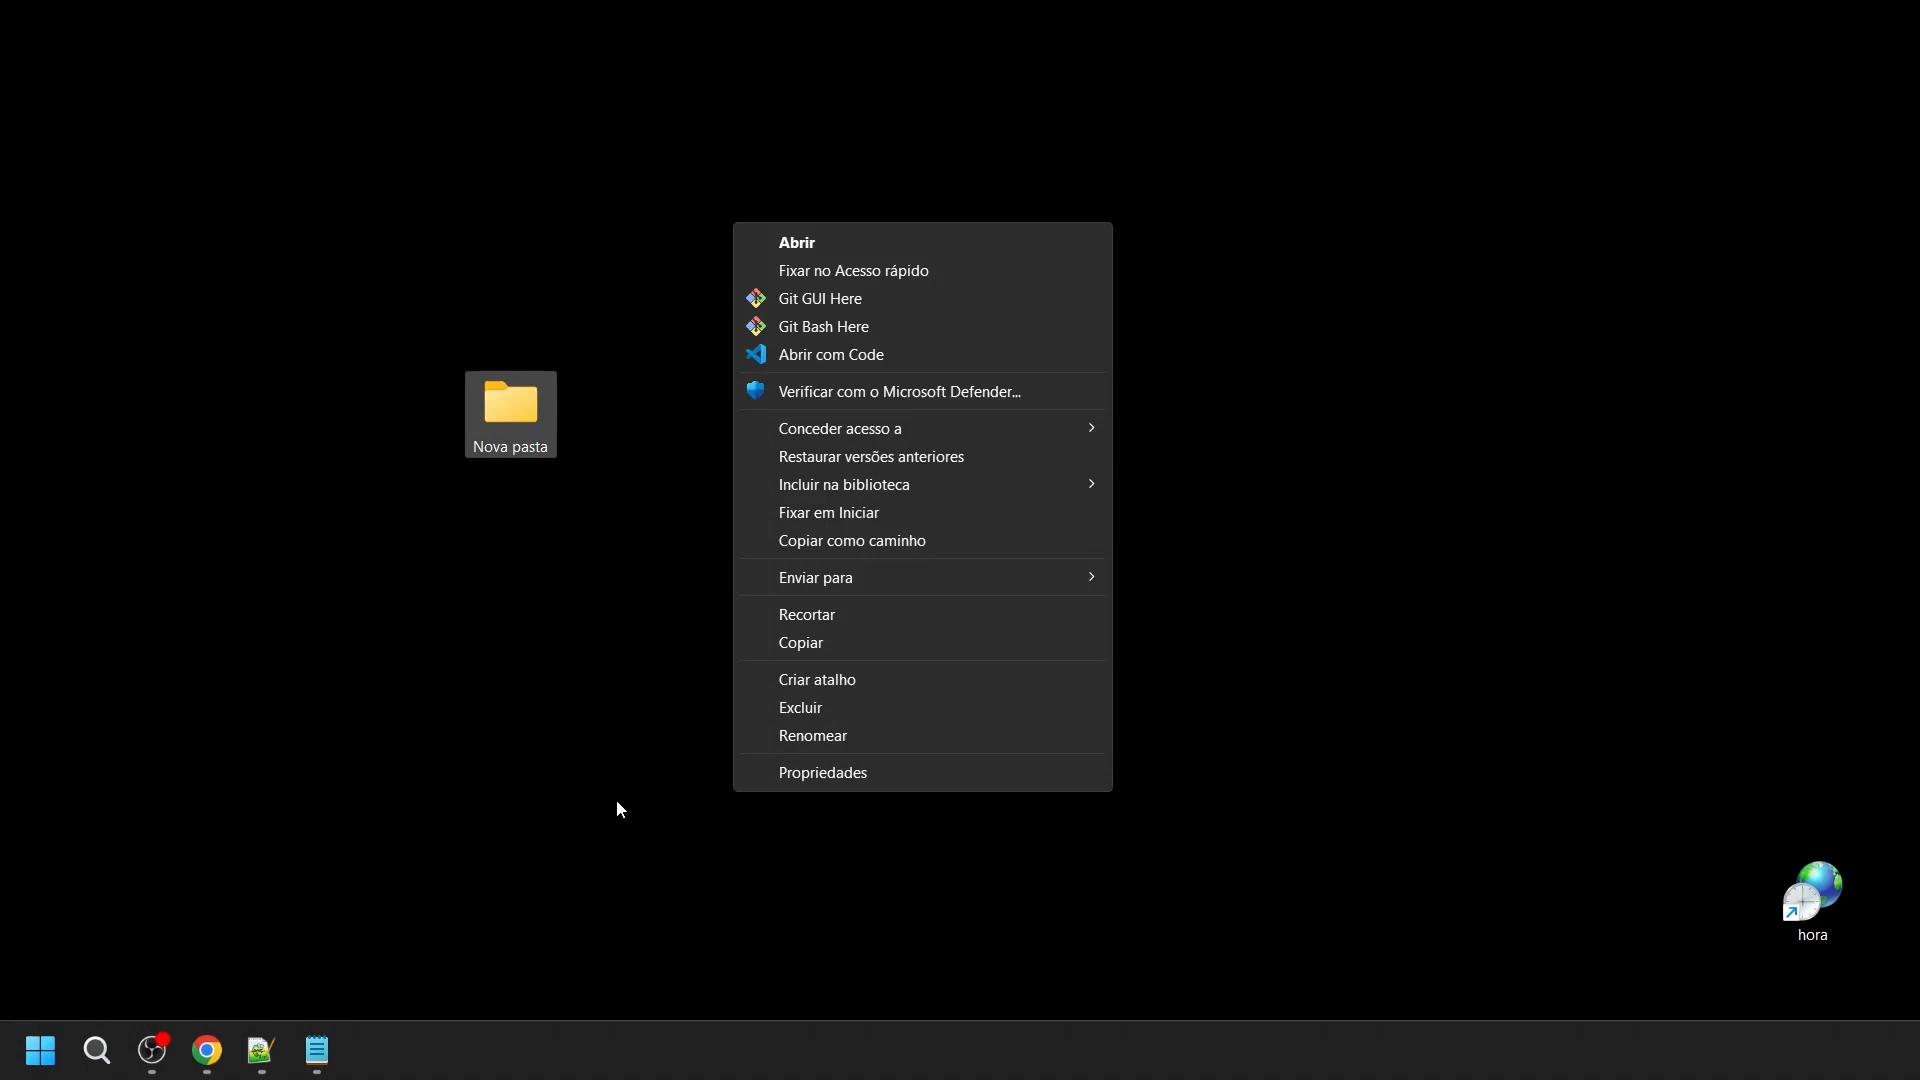 Abrir
Fixar no Acesso rápido
Git GUI Here
Git Bash Here
Abrir com Code
Verificar com o Microsoft Defender...
Conceder acesso a
Nova pasta
Restaurar versões anteriores
Incluir na biblioteca
Fixar em Iniciar
Copiar como caminho
Enviar para
Recortar
Copiar
Criar atalho
Excluir
Renomear
Propriedades
hora